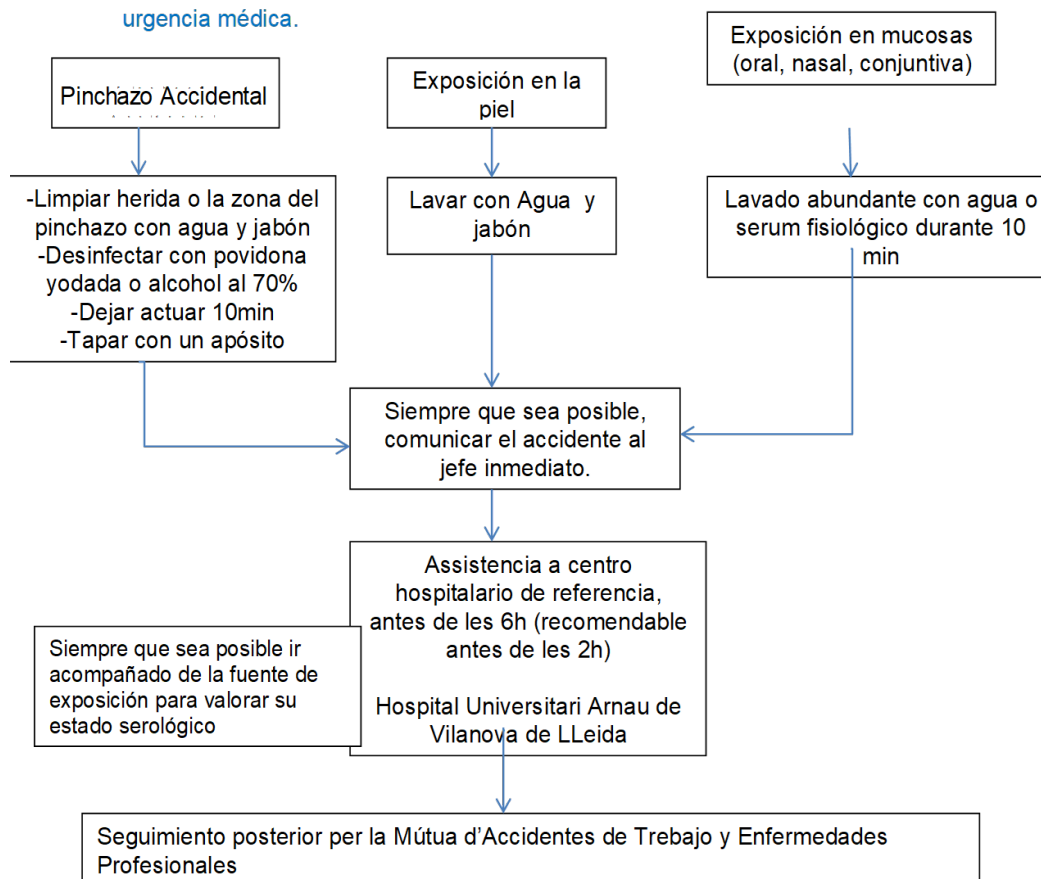 urgencia médica.
Pinchazo Accidental
Exposición en la
piel
Exposición en mucosas
(oral, nasal, conjuntiva)
-Limpiar herida o la zona del
pinchazo con agua y jabón
-Desinfectar con povidona
yodada o alcohol al 70%
-Dejar actuar 10min
-Tapar con un apósito
Lavar con Agua y
jabón
Lavado abundante con agua o
serum fisiológico durante 10
min
Siempre que sea posible,
comunicar el accidente al
jefe inmediato.
Assistencia a centro
hospitalario de referencia,
antes de les 6h (recomendable
antes de les 2h)
Hospital Universitari Arnau de
Vilanova de LLeida
Siempre que sea posible ir
acompañado de la fuente de
exposición para valorar su
estado serológico
Seguimiento posterior per la Mútua d'Accidentes de Trabajo y Enfermedades
Profesionales